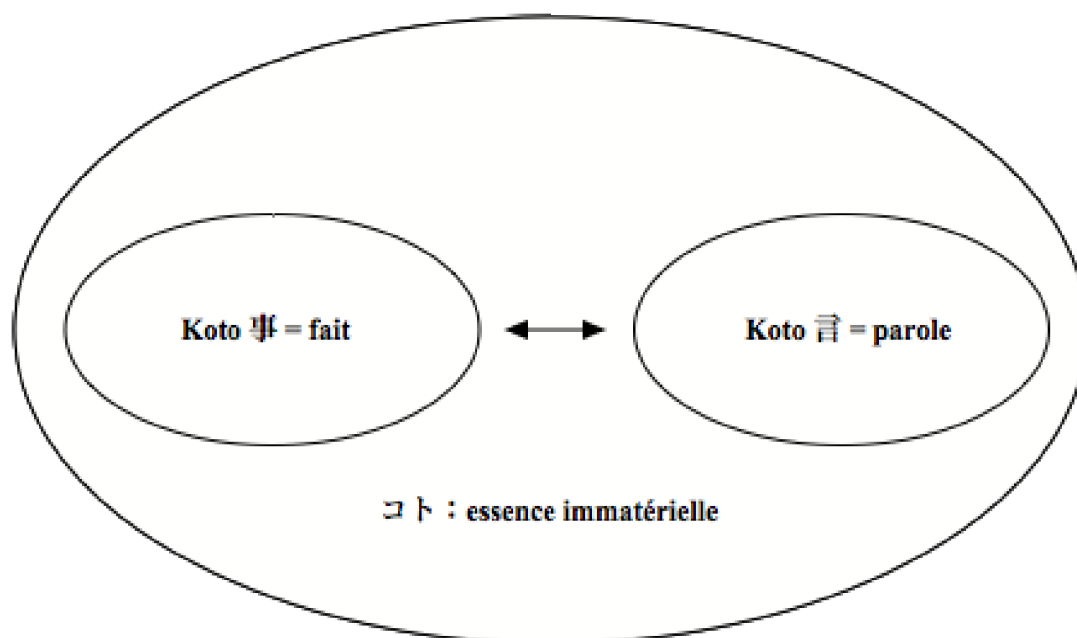 Koto 事 = fait
Koto 言 = parole
コト：essence immatérielle